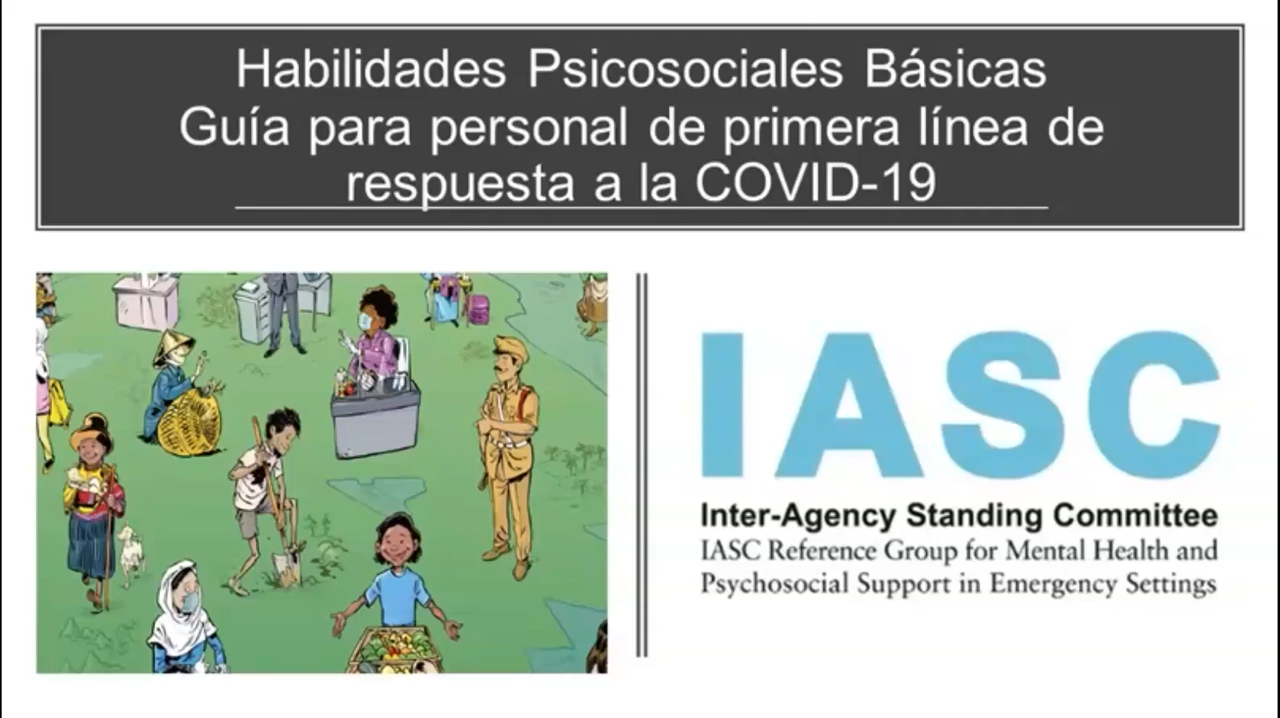 Habilidades Psicosociales Básicas
Guía para personal de primera línea de
respuesta a la COVID-19
IASC
Inter-Agency Standing Committee
IASC Reference Group for Mental Health and
Psychosocial Support in Emergency Settings